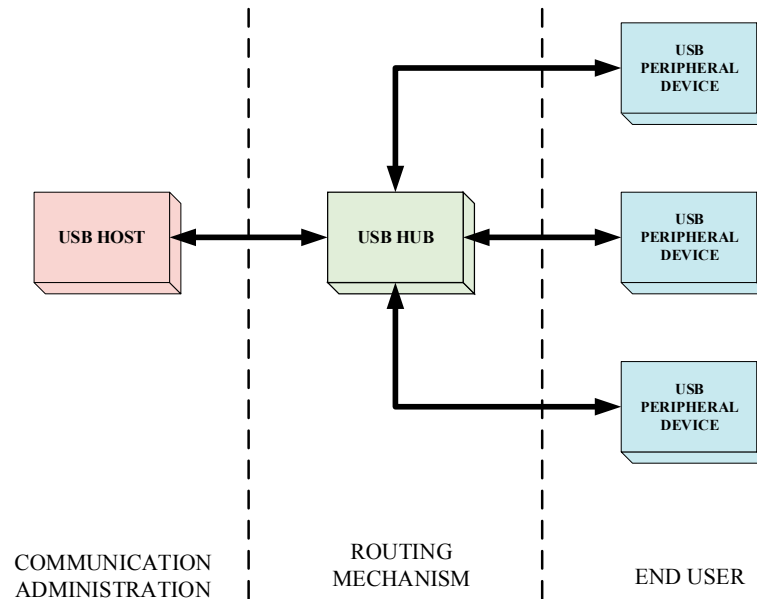 USB
PERIPHERAL
DEVICE
USB HOST
USB HUB
USB
PERIPHERAL
DEVICE
USB
PERIPHERAL
DEVICE
COMMUNICATION
ADMINISTRATION
ROUTING
MECHANISM
END USER